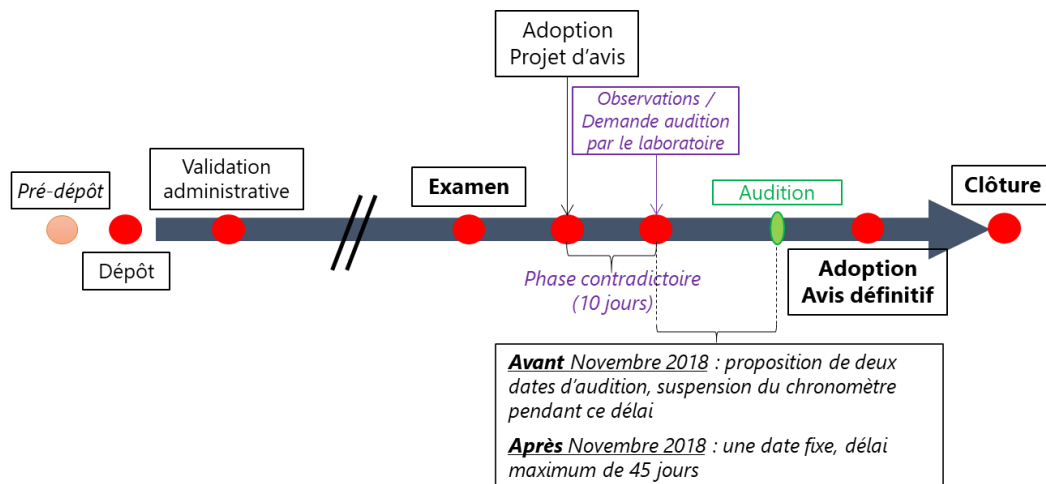 Adoption
Projet d'avis
Observations /
Demande audition
par le laboratoire
Pré-dépôt
Validation
administrative
Examen
Audition
Clôture
Dépôt
Phase contradictoire
(10 jours)
Adoption
Avis définitif
Avant Novembre 2018 : proposition de deux
dates d'audition, suspension du chronomètre
pendant ce délai
Après Novembre 2018 : une date fixe, délai
maximum de 45 jours